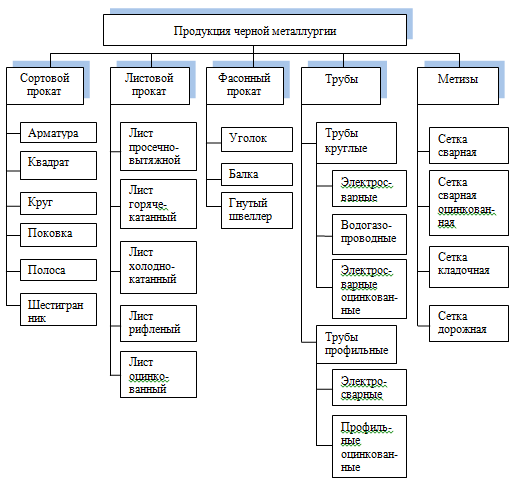 Продукция черной металлургии
Сортовой
прокат
Арматура
Квадрат
Круг
Поковка
Полоса
Шестигран
ник
Листовой
прокат
Лист
просечно-
вытяжной
Лист
горяче-
катанный
Лист
холодно-
катанный
Лист
рифленый
Лист
оцинко-
ванный
Фасонный
прокат
Уголок
Балка
Гнутый
швеллер
Трубы
Трубы
круглые
Электрос-
варные
Водогазо-
проводные
Электрос-
варные
оцинкован-
ные
Трубы
профильные
Электро-
сварные
Профиль-
ные
оцинкован-
ные
Метизы
Сетка
сварная
Сетка
сварная
оцинкован-
ная
Сетка
кладочная
Сетка
дорожная